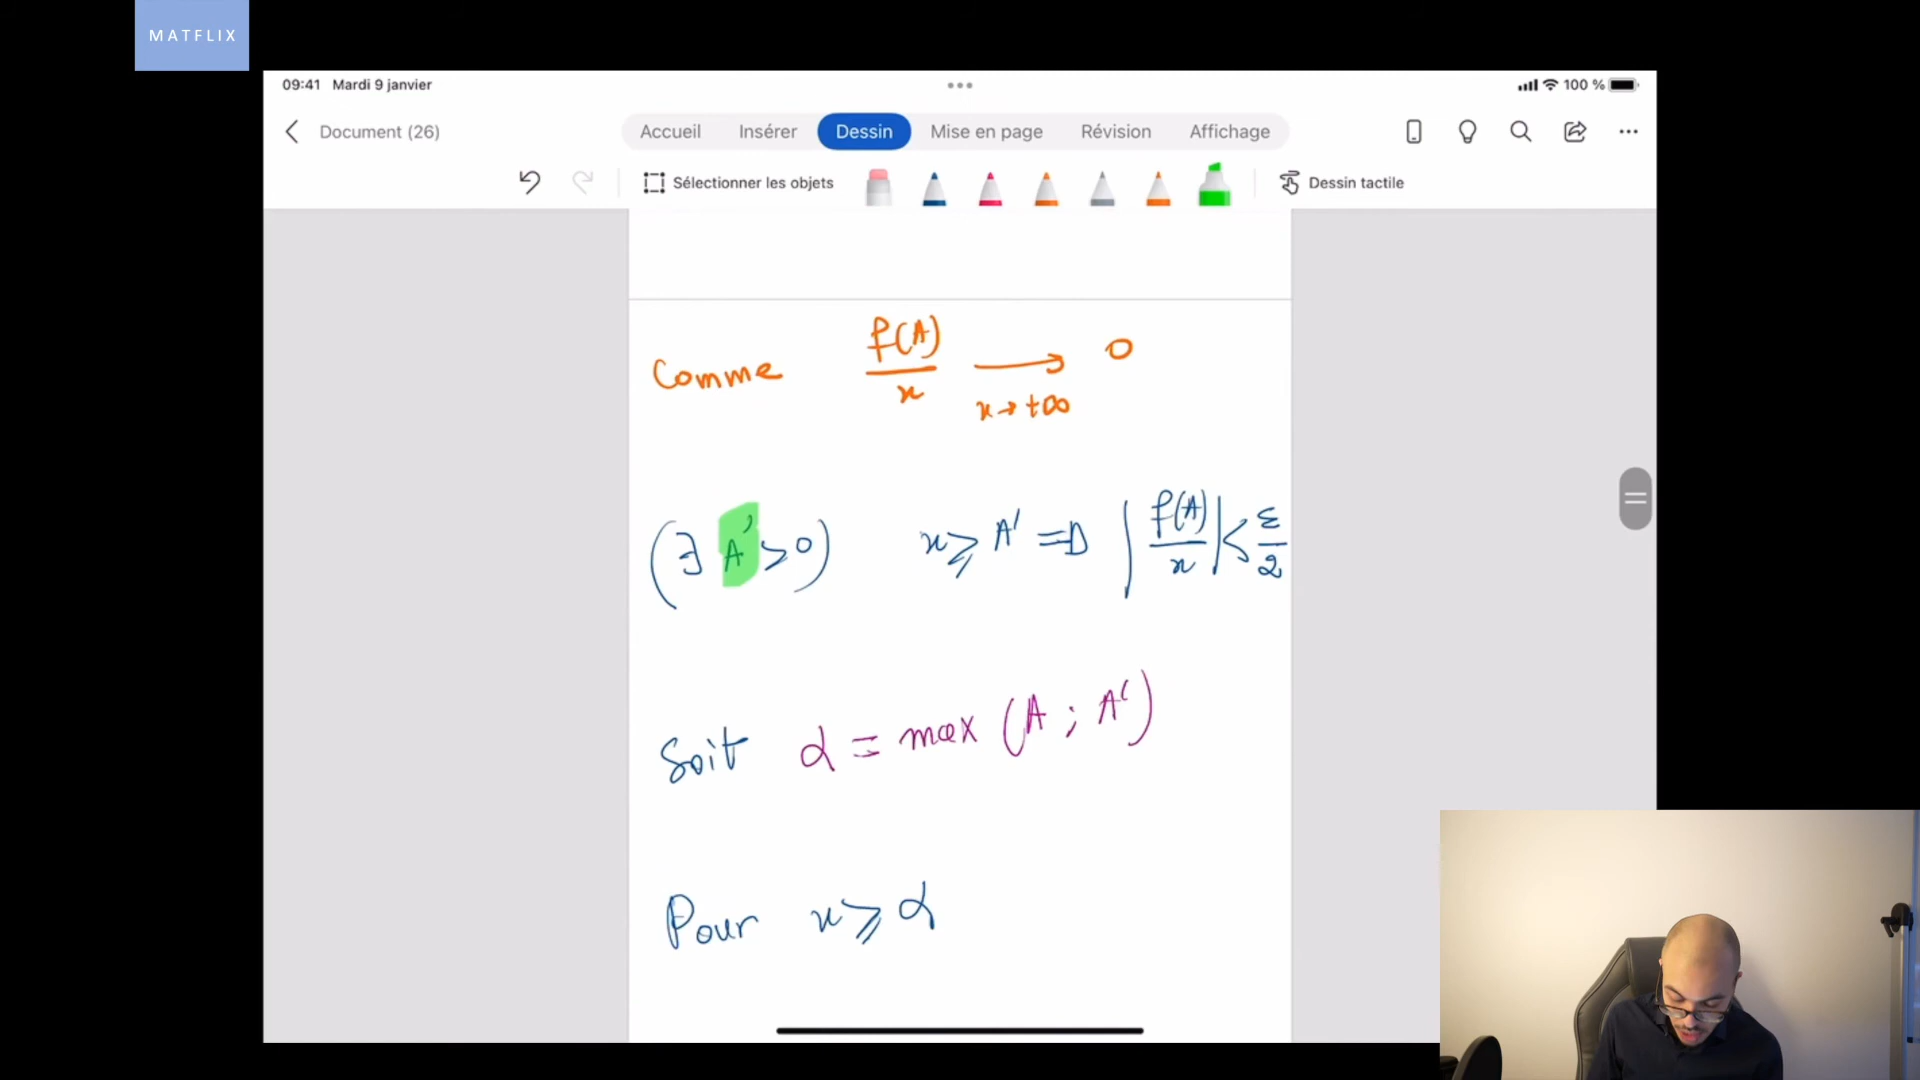 MATFLIX
09:41 Mardi 9 janvier
100 %
Document (26)
Accueil Insérer Dessin Mise en page Révision Affichage
Sélectionner les objets
Dessin tactile
Comme f(A)/x → 0
x→+∞
(∃ A' > 0) x ⩾ A' ⇒ |f(A)/x| < ε/2
Soit α = max (A ; A')
Pour x ⩾ α